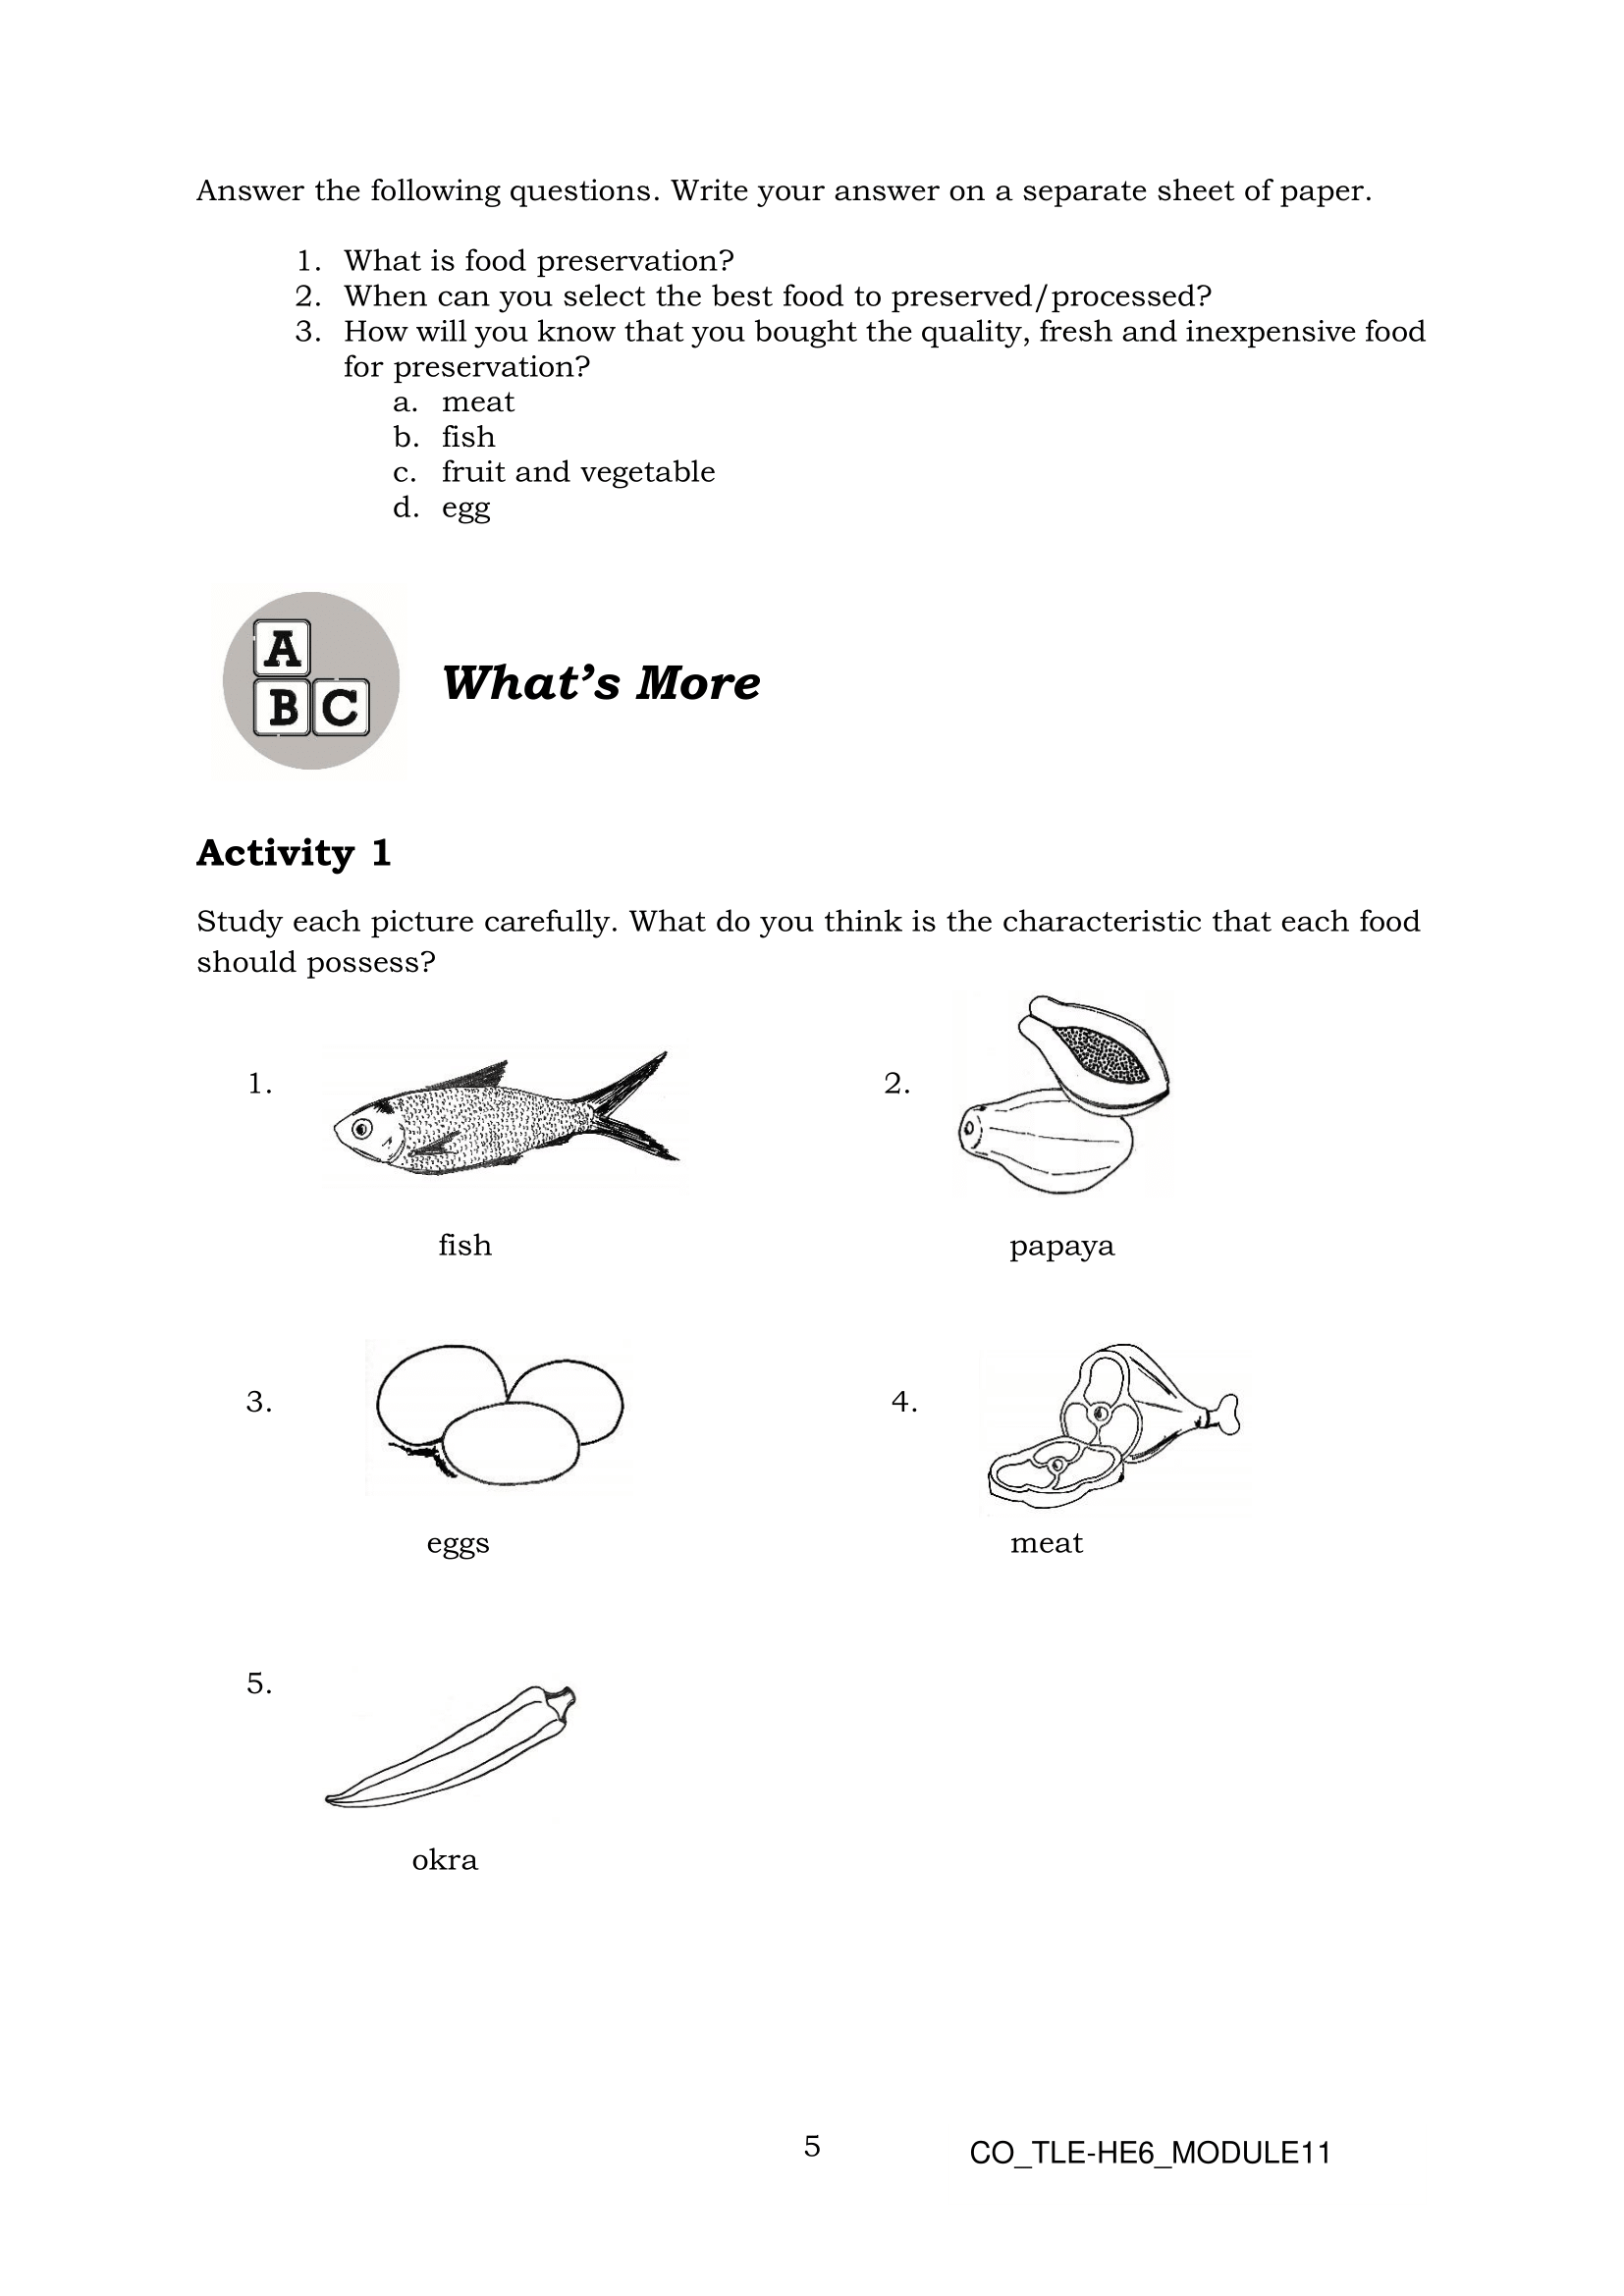 Answer the following questions. Write your answer on a separate sheet of paper.
1. What is food preservation?
2. When can you select the best food to preserved/processed?
3. How will you know that you bought the quality, fresh and inexpensive food
for preservation?
a. meat
b. fish
c. fruit and vegetable
d. egg
A
B C
What's More
Activity 1
Study each picture carefully. What do you think is the characteristic that each food
should possess?
1.
2.
fish
papaya
3.
4.
eggs
meat
5.
okra
5
CO_TLE-HE6_MODULE11